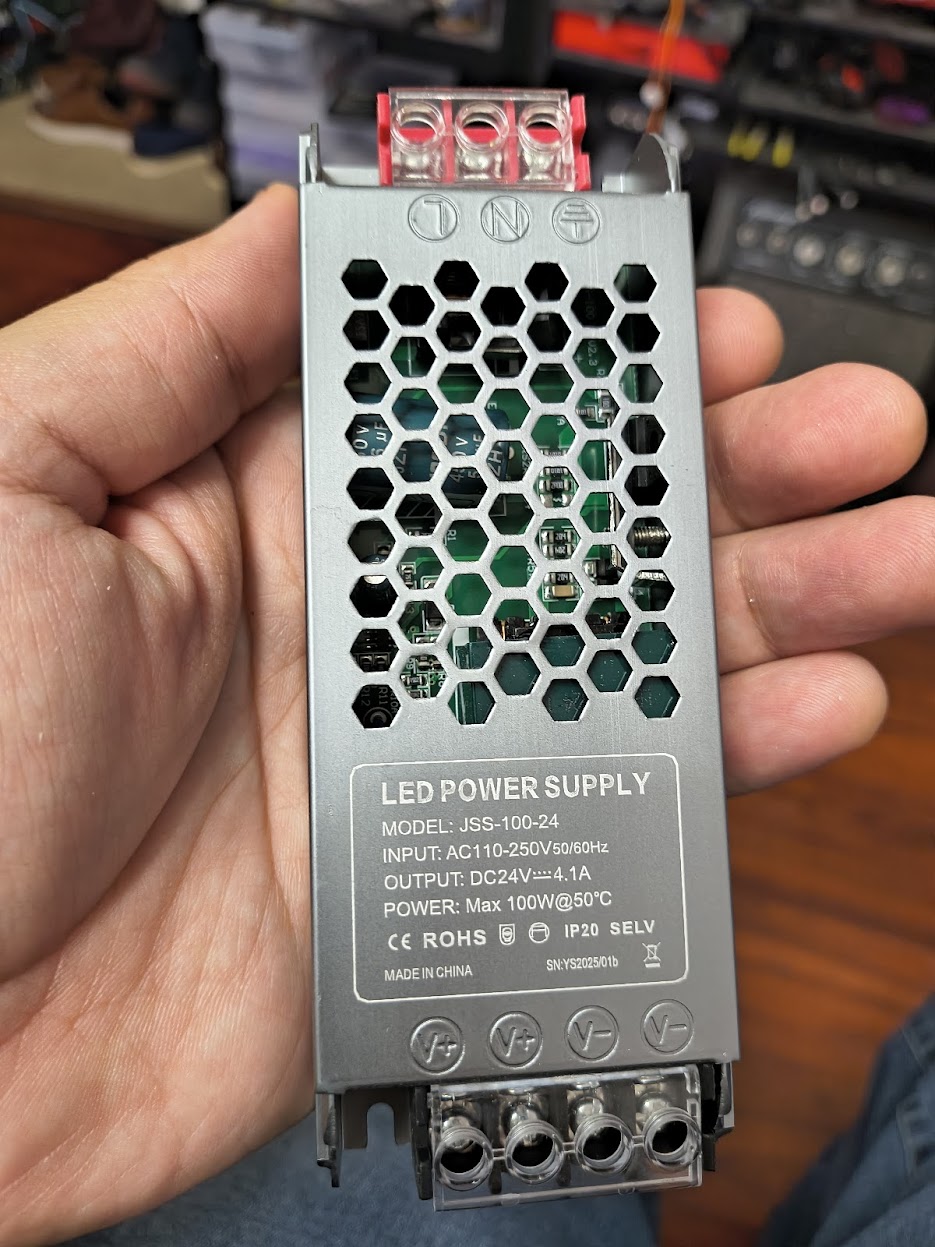 L N
LED POWER SUPPLY
MODEL: JSS-100-24
INPUT: AC110-250V50/60Hz
OUTPUT: DC24V⎓4.1A
POWER: Max 100W@50℃
CE ROHS IP20 SELV
MADE IN CHINA SN:YS2025/01b
V+ V+ V- V-